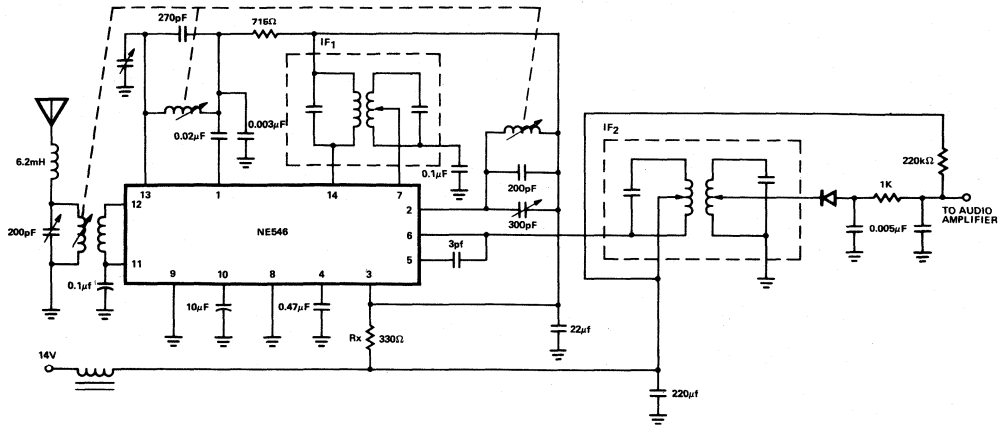 270pF
715Ω
IF1
0.02µF
0.003µF
0.1µF
6.2mH
200pF
0.1µf
13
1
14
7
12
11
2
6
5
NE546
9
10
8
4
3
200pF
300pF
3pf
10µF
0.47µF
Rx
330Ω
22µf
14V
220µf
IF2
220kΩ
1K
0.005µF
TO AUDIO
AMPLIFIER